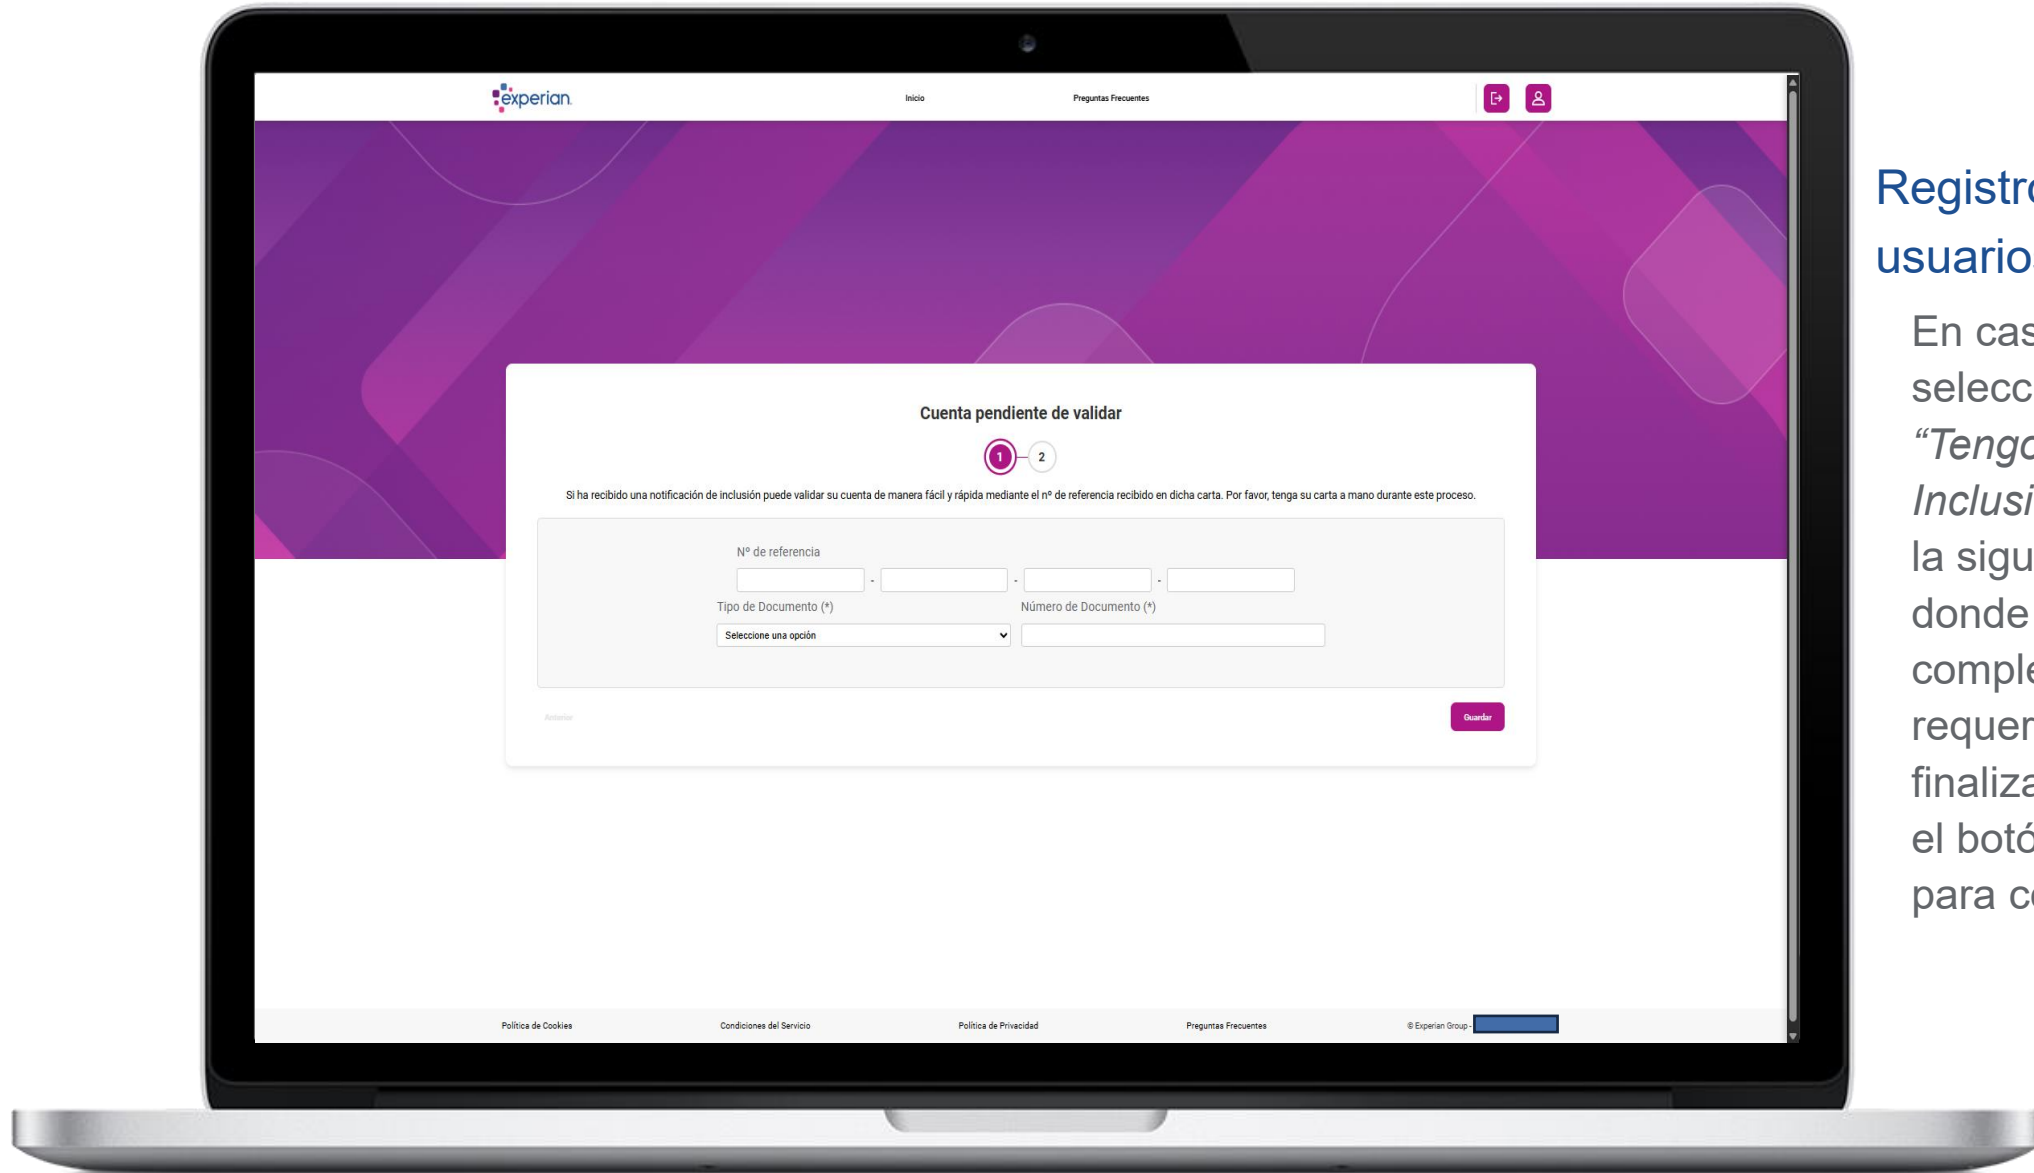 experian.
Inicio
Preguntas Frecuentes
Cuenta pendiente de validar
1
2
Si ha recibido una notificación de inclusión puede validar su cuenta de manera fácil y rápida mediante el nº de referencia recibido en dicha carta. Por favor, tenga su carta a mano durante este proceso.
Nº de referencia
- - -
Tipo de Documento (*)
Número de Documento (*)
Seleccione una opción
Anterior
Guardar
Política de Cookies
Condiciones del Servicio
Política de Privacidad
Preguntas Frecuentes
© Experian Group -
Registro
usuarios
En cas
selecc
“Tengo
Inclusi
la sigu
donde
comple
requer
finaliza
el botó
para co